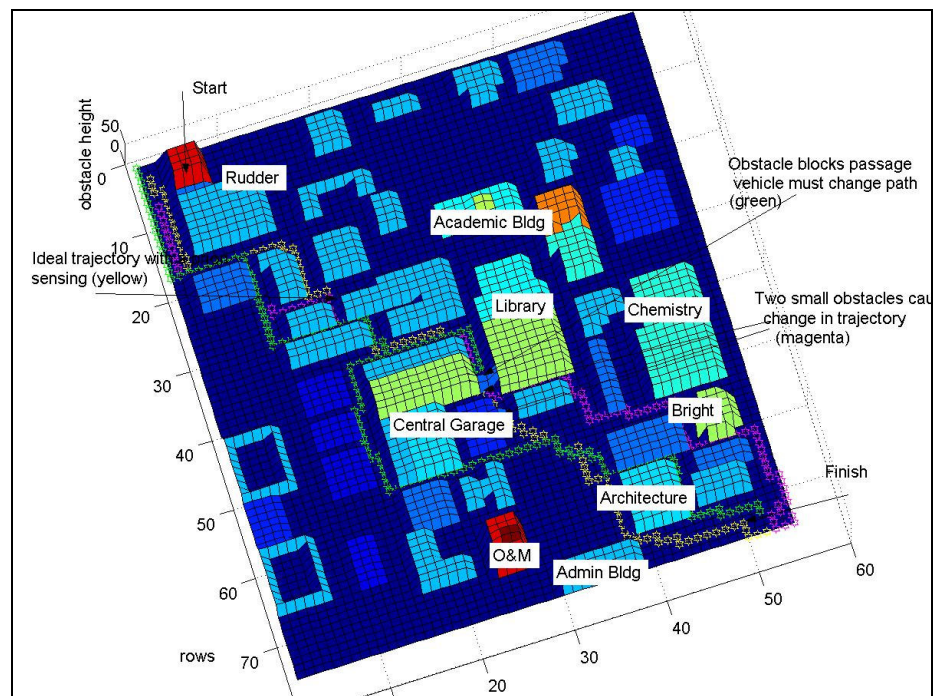 Start
obstacle height
50
0
0
10
20
30
40
50
60
70
rows
Rudder
Ideal trajectory with
sensing (yellow)
Academic Bldg
Obstacle blocks passage
vehicle must change path
(green)
Library
Chemistry
Two small obstacles cau
change in trajectory
(magenta)
Bright
Central Garage
Architecture
Finish
O&M
Admin Bldg
20
30
40
50
60